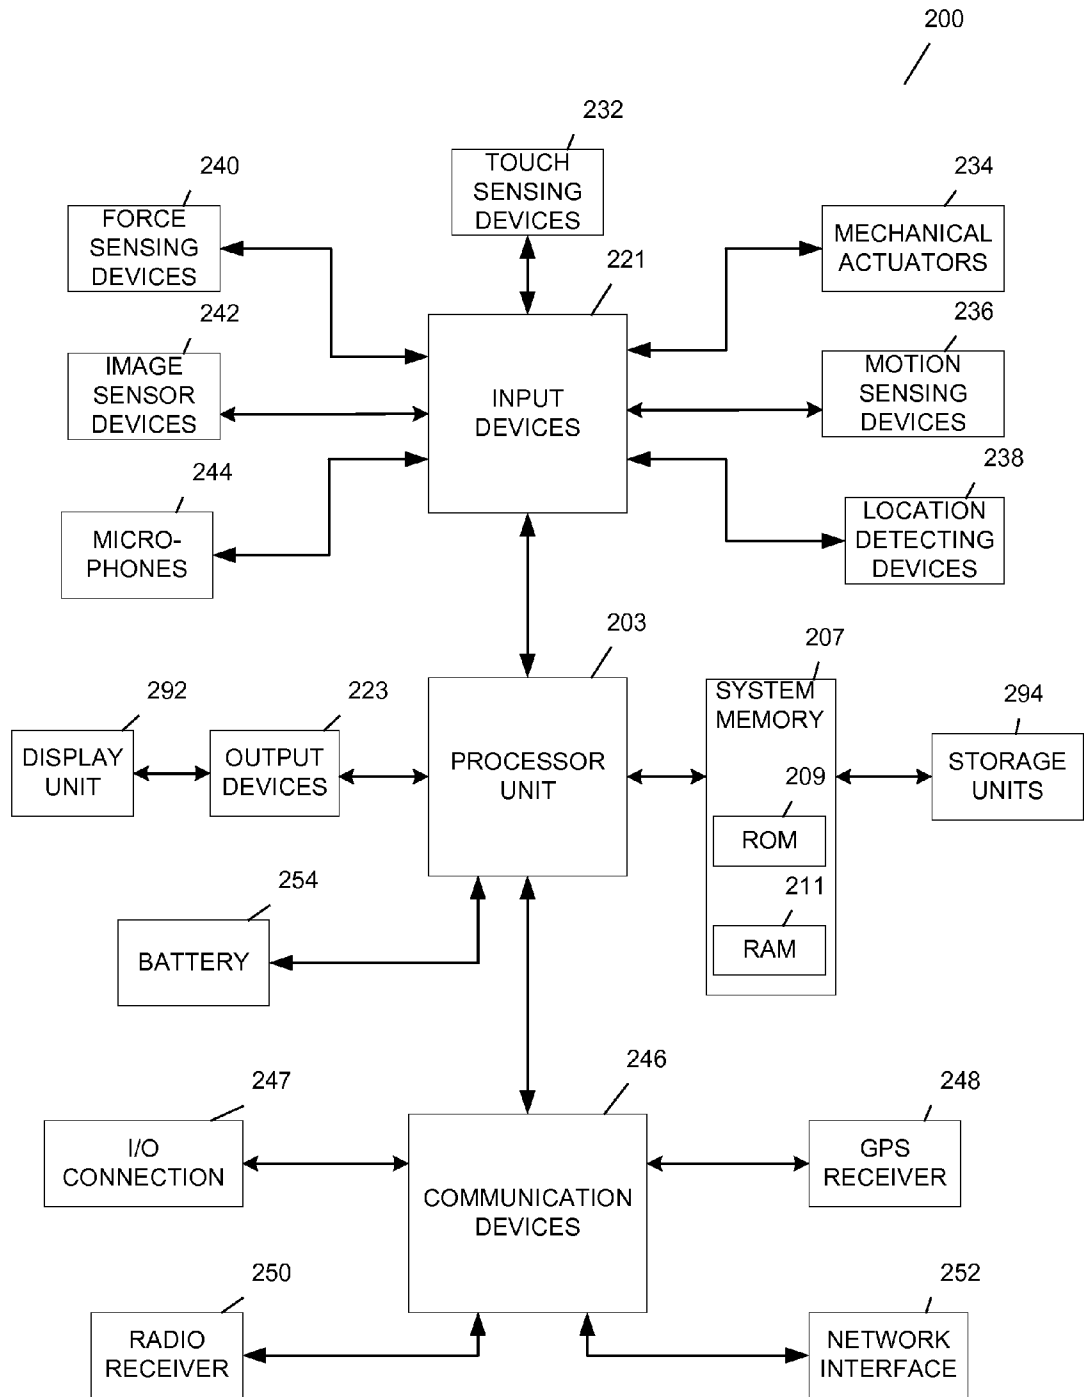 200
232
TOUCH
SENSING
DEVICES
240
FORCE
SENSING
DEVICES
234
MECHANICAL
ACTUATORS
221
INPUT
DEVICES
242
IMAGE
SENSOR
DEVICES
236
MOTION
SENSING
DEVICES
244
MICRO-
PHONES
238
LOCATION
DETECTING
DEVICES
203
PROCESSOR
UNIT
207
SYSTEM
MEMORY
209
ROM
211
RAM
292
DISPLAY
UNIT
223
OUTPUT
DEVICES
294
STORAGE
UNITS
254
BATTERY
246
COMMUNICATION
DEVICES
247
I/O
CONNECTION
248
GPS
RECEIVER
250
RADIO
RECEIVER
252
NETWORK
INTERFACE